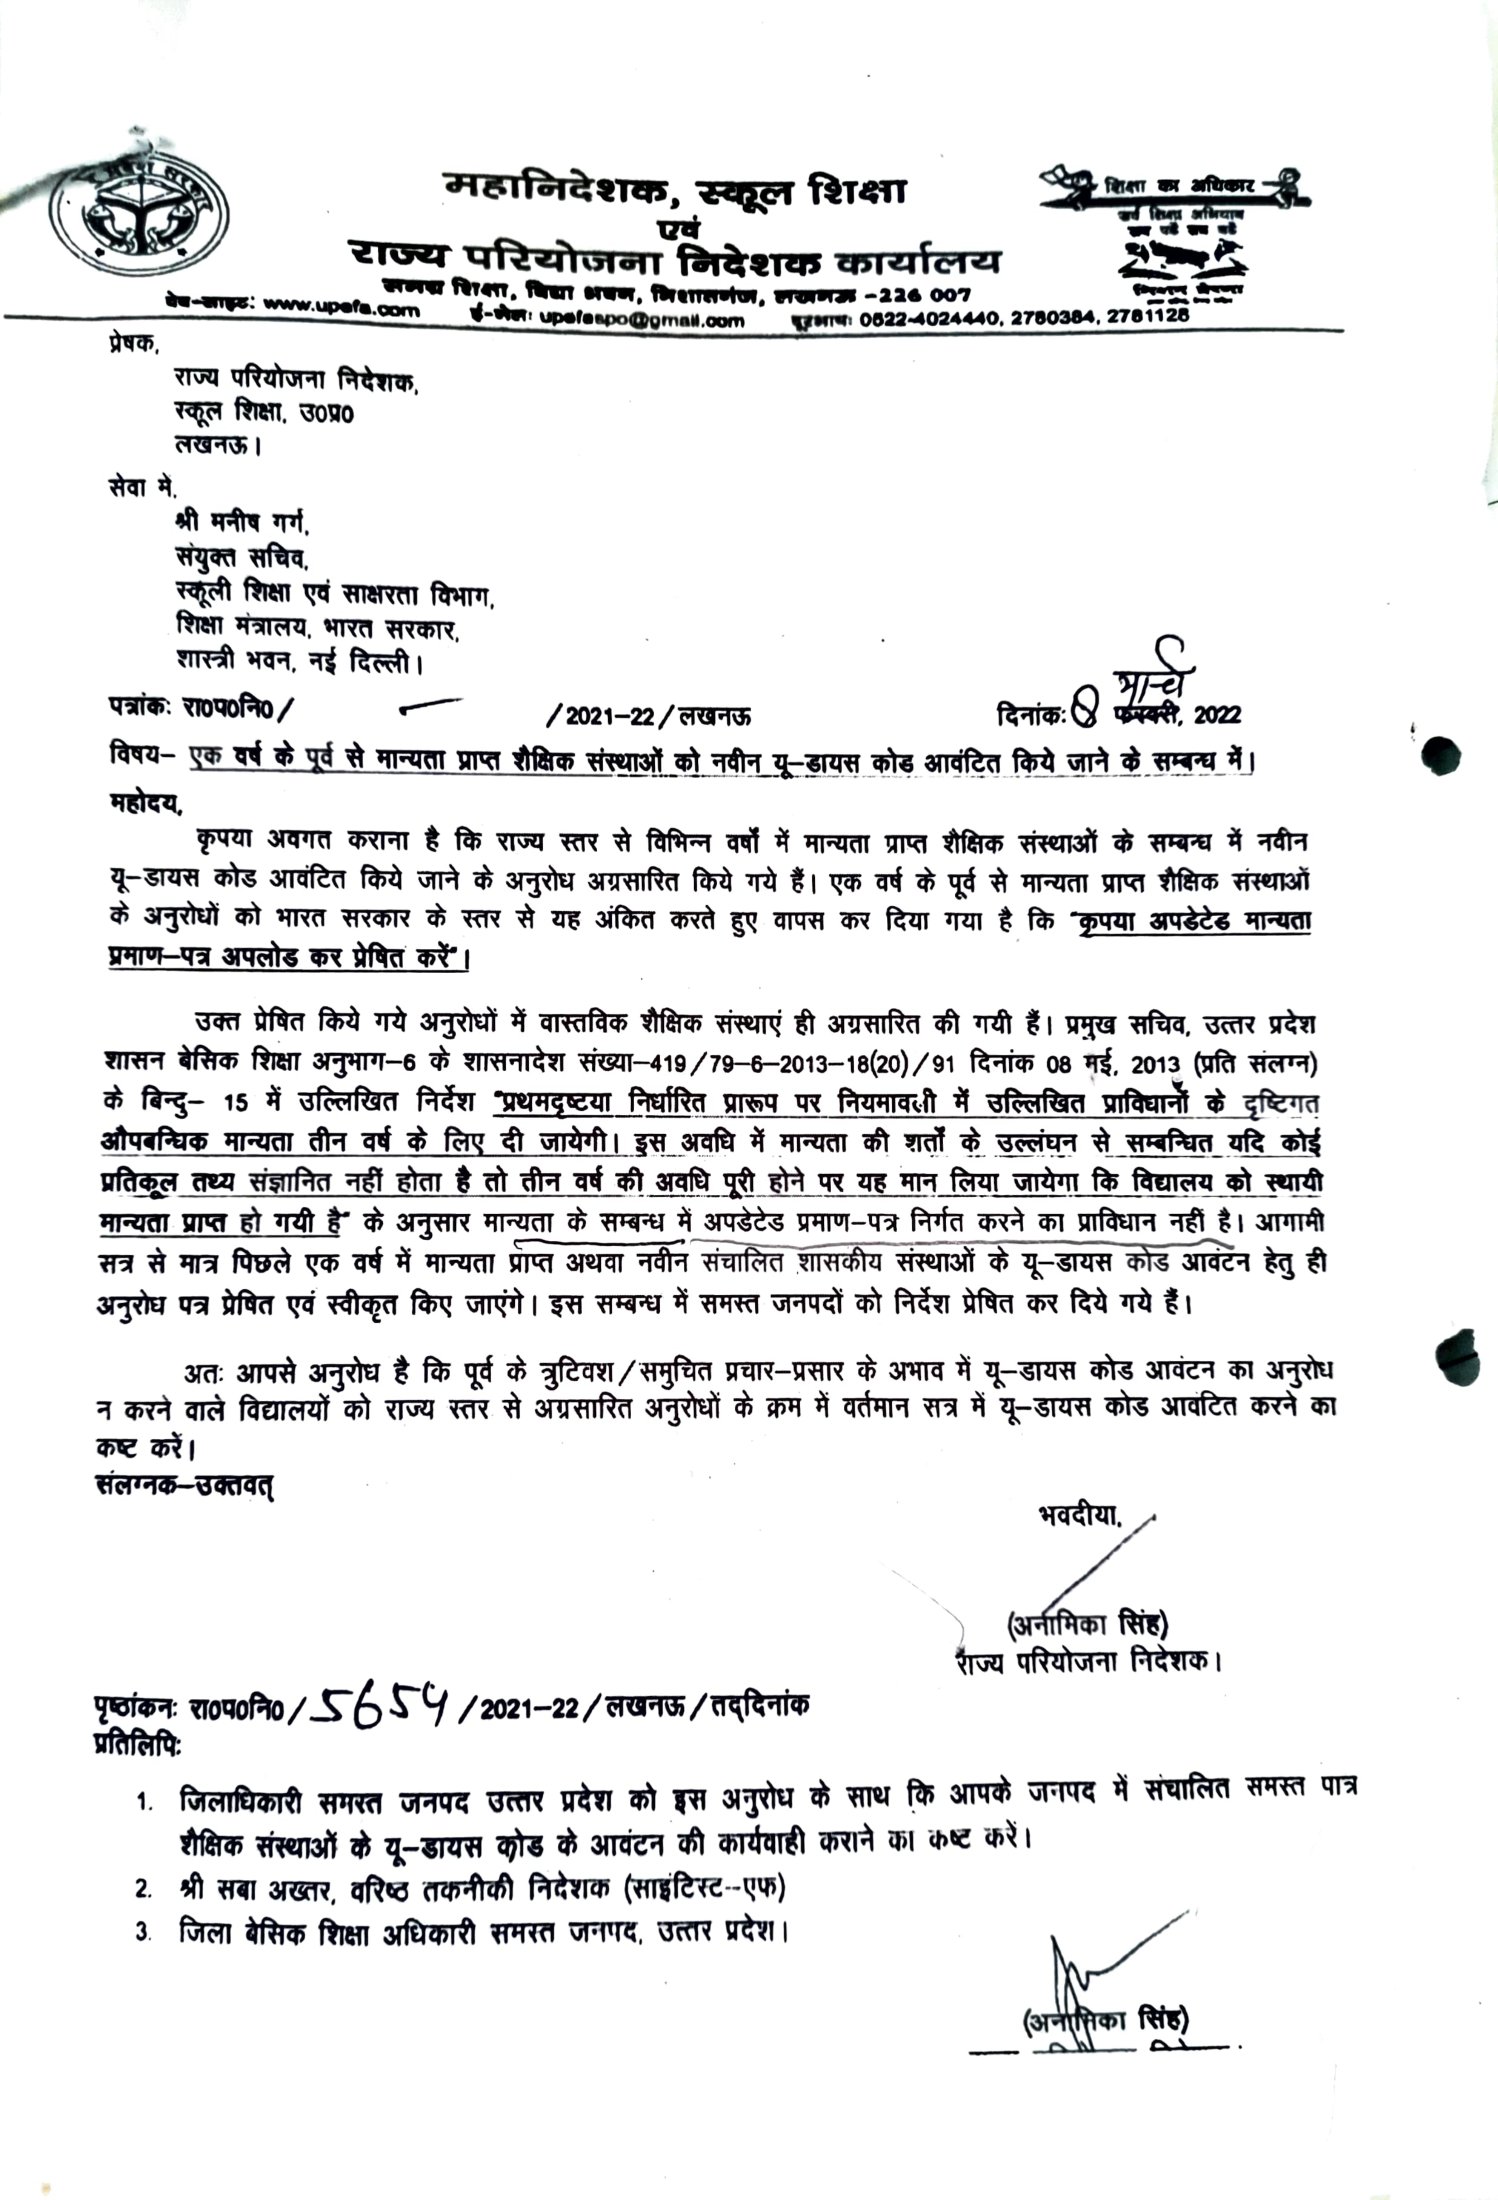 महानिदेशक, स्कूल शिक्षा
एवं
राज्य परियोजना निदेशक कार्यालय
समग्र शिक्षा, विद्या भवन, निशातगंज, लखनऊ -226 007
वेब-साइट: www.upefa.com ई-मेल: upefaspo@gmail.com दूरभाष: 0522-4024440, 2780384, 2781128
शिक्षा का अधिकार
सर्व शिक्षा अभियान
सब पढ़ें सब बढ़ें
प्रेषक,
राज्य परियोजना निदेशक,
स्कूल शिक्षा, उ0प्र0
लखनऊ।
सेवा में,
श्री मनीष गर्ग,
संयुक्त सचिव,
स्कूली शिक्षा एवं साक्षरता विभाग,
शिक्षा मंत्रालय, भारत सरकार,
शास्त्री भवन, नई दिल्ली।
मार्च
पत्रांक: रा0प0नि0/ — /2021-22/लखनऊ दिनांक: 8 फरवरी, 2022
विषय- एक वर्ष के पूर्व से मान्यता प्राप्त शैक्षिक संस्थाओं को नवीन यू-डायस कोड आवंटित किये जाने के सम्बन्ध में।
महोदय,
कृपया अवगत कराना है कि राज्य स्तर से विभिन्न वर्षों में मान्यता प्राप्त शैक्षिक संस्थाओं के सम्बन्ध में नवीन
यू-डायस कोड आवंटित किये जाने के अनुरोध अग्रसारित किये गये हैं। एक वर्ष के पूर्व से मान्यता प्राप्त शैक्षिक संस्थाओं
के अनुरोधों को भारत सरकार के स्तर से यह अंकित करते हुए वापस कर दिया गया है कि "कृपया अपडेटेड मान्यता
प्रमाण-पत्र अपलोड कर प्रेषित करें"।
उक्त प्रेषित किये गये अनुरोधों में वास्तविक शैक्षिक संस्थाएं ही अग्रसारित की गयी हैं। प्रमुख सचिव, उत्तर प्रदेश
शासन बेसिक शिक्षा अनुभाग-6 के शासनादेश संख्या-419/79-6-2013-18(20)/91 दिनांक 08 मई, 2013 (प्रति संलग्न)
के बिन्दु- 15 में उल्लिखित निर्देश "प्रथमदृष्टया निर्धारित प्रारूप पर नियमावली में उल्लिखित प्राविधानों के दृष्टिगत
औपबन्धिक मान्यता तीन वर्ष के लिए दी जायेगी। इस अवधि में मान्यता की शर्तों के उल्लंघन से सम्बन्धित यदि कोई
प्रतिकूल तथ्य संज्ञानित नहीं होता है तो तीन वर्ष की अवधि पूरी होने पर यह मान लिया जायेगा कि विद्यालय को स्थायी
मान्यता प्राप्त हो गयी है" के अनुसार मान्यता के सम्बन्ध में अपडेटेड प्रमाण-पत्र निर्गत करने का प्राविधान नहीं है। आगामी
सत्र से मात्र पिछले एक वर्ष में मान्यता प्राप्त अथवा नवीन संचालित शासकीय संस्थाओं के यू-डायस कोड आवंटन हेतु ही
अनुरोध पत्र प्रेषित एवं स्वीकृत किए जाएंगे। इस सम्बन्ध में समस्त जनपदों को निर्देश प्रेषित कर दिये गये हैं।
अतः आपसे अनुरोध है कि पूर्व के त्रुटिवश/समुचित प्रचार-प्रसार के अभाव में यू-डायस कोड आवंटन का अनुरोध
न करने वाले विद्यालयों को राज्य स्तर से अग्रसारित अनुरोधों के क्रम में वर्तमान सत्र में यू-डायस कोड आवंटित करने का
कष्ट करें।
संलग्नक-उक्तवत्
भवदीया,
(अनामिका सिंह)
राज्य परियोजना निदेशक।
पृष्ठांकन: रा0प0नि0/5654/2021-22/लखनऊ/तद्दिनांक
प्रतिलिपि:
1. जिलाधिकारी समस्त जनपद उत्तर प्रदेश को इस अनुरोध के साथ कि आपके जनपद में संचालित समस्त पात्र
शैक्षिक संस्थाओं के यू-डायस कोड के आवंटन की कार्यवाही कराने का कष्ट करें।
2. श्री सबा अख्तर, वरिष्ठ तकनीकी निदेशक (साइंटिस्ट--एफ)
3. जिला बेसिक शिक्षा अधिकारी समस्त जनपद, उत्तर प्रदेश।
(अनामिका सिंह)